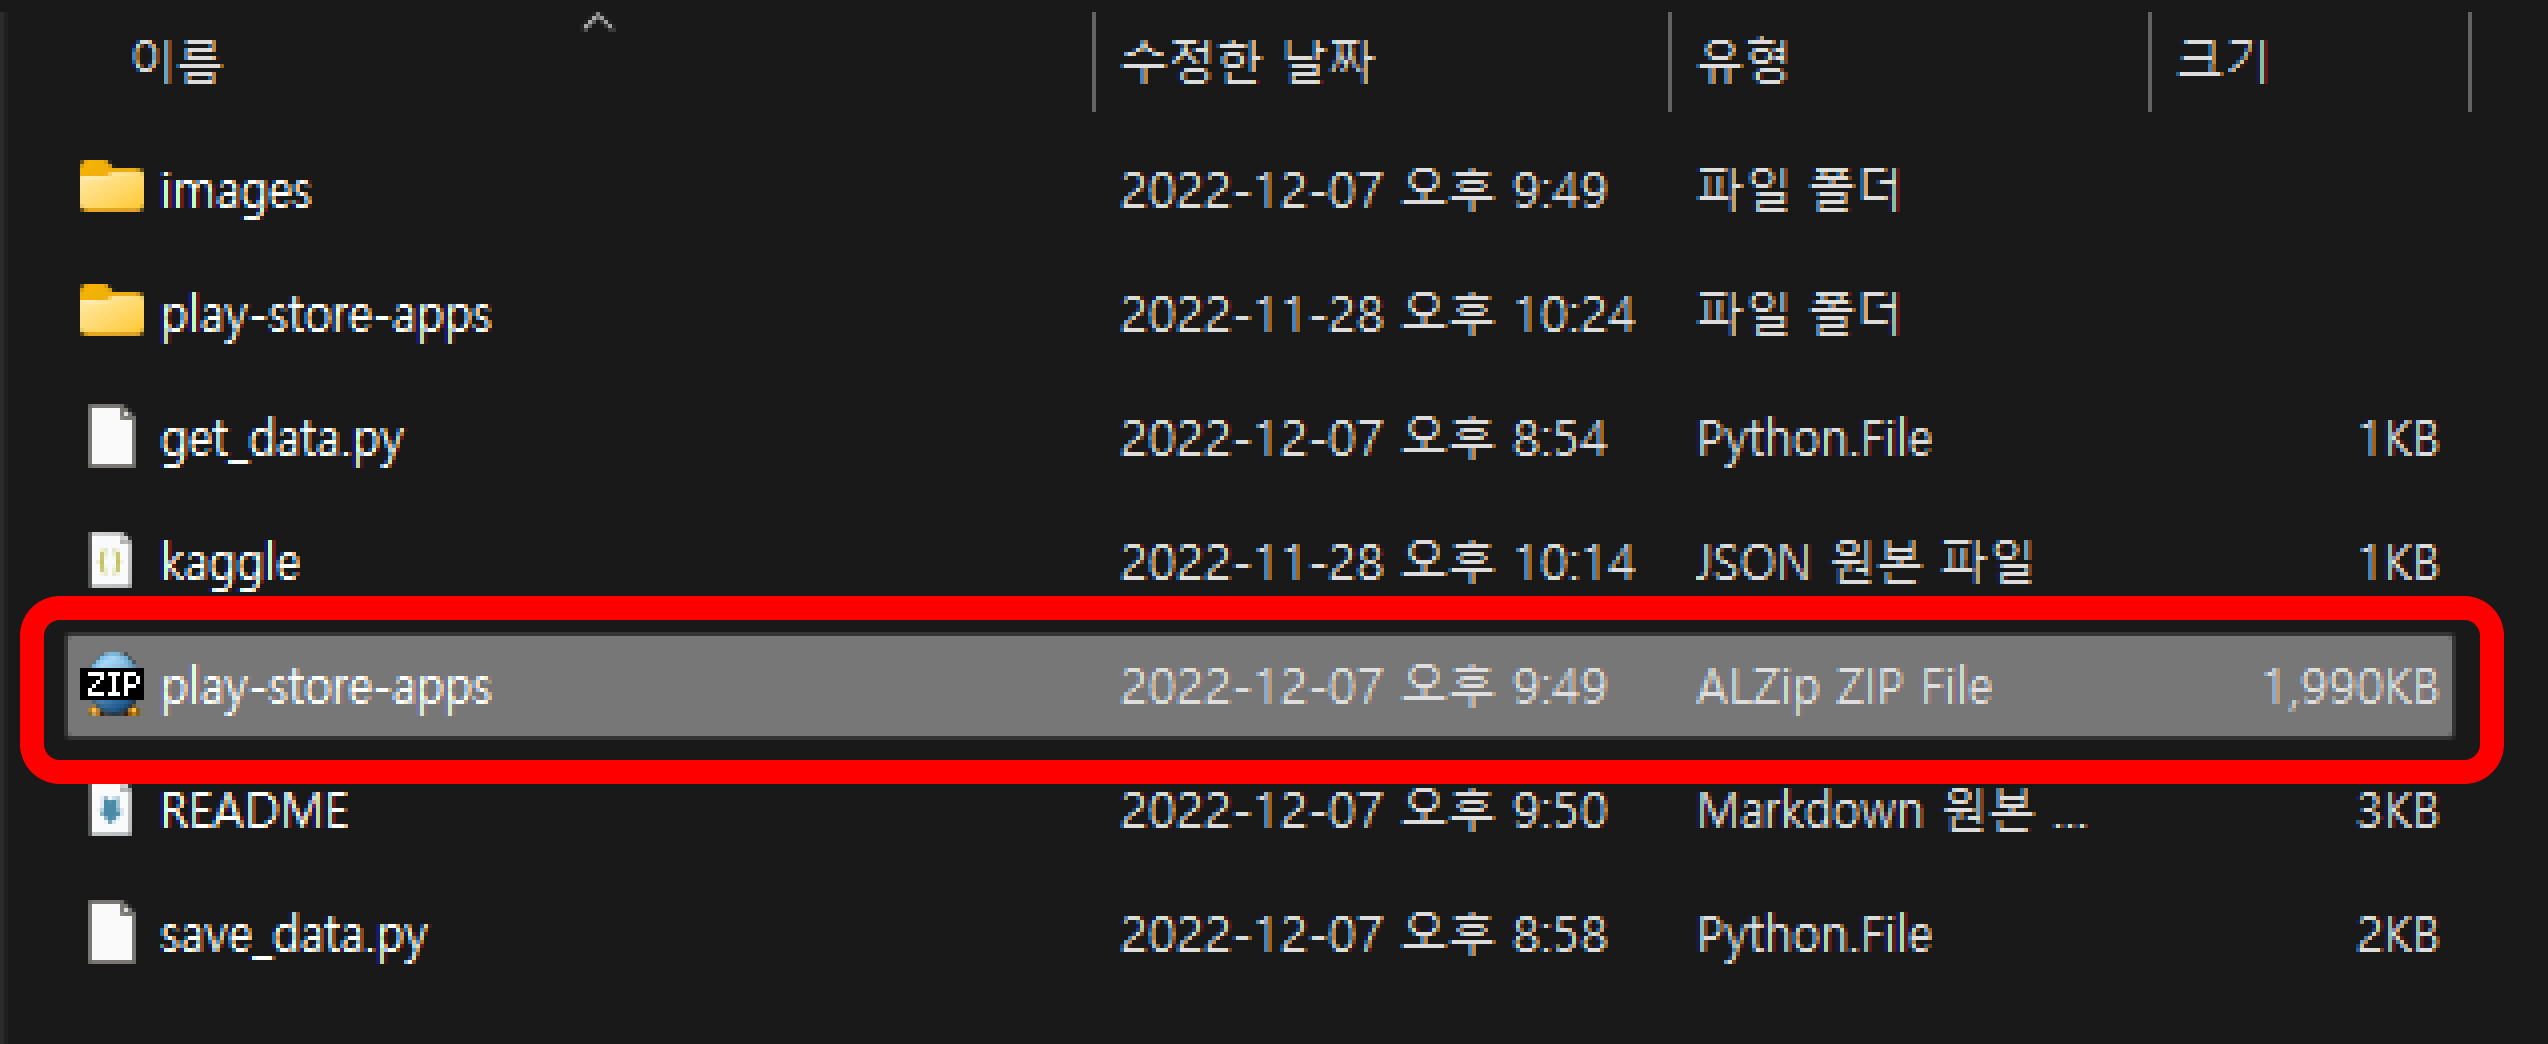 이름 수정한 날짜 유형 크기
images 2022-12-07 오후 9:49 파일 폴더
play-store-apps 2022-11-28 오후 10:24 파일 폴더
get_data.py 2022-12-07 오후 8:54 Python.File 1KB
kaggle 2022-11-28 오후 10:14 JSON 원본 파일 1KB
ZIP play-store-apps 2022-12-07 오후 9:49 ALZip ZIP File 1,990KB
README 2022-12-07 오후 9:50 Markdown 원본 ... 3KB
save_data.py 2022-12-07 오후 8:58 Python.File 2KB